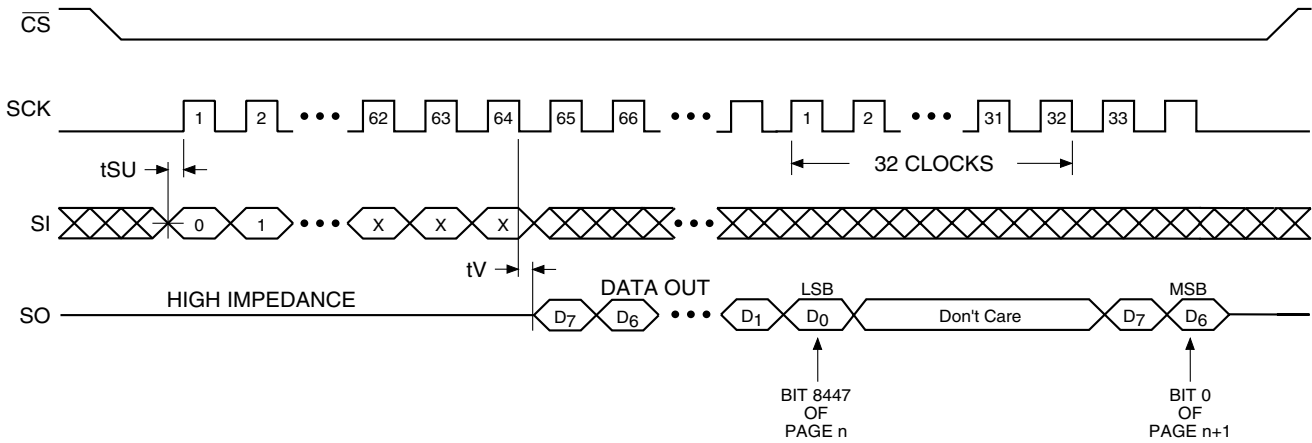 CS
SCK
1 2 ••• 62 63 64 65 66 ••• 1 2 ••• 31 32 33
tSU
32 CLOCKS
SI
0 1 ••• X X X •••
tV
HIGH IMPEDANCE
DATA OUT
LSB
MSB
SO
D7 D6 ••• D1 D0 Don't Care D7 D6
BIT 8447
OF
PAGE n
BIT 0
OF
PAGE n+1